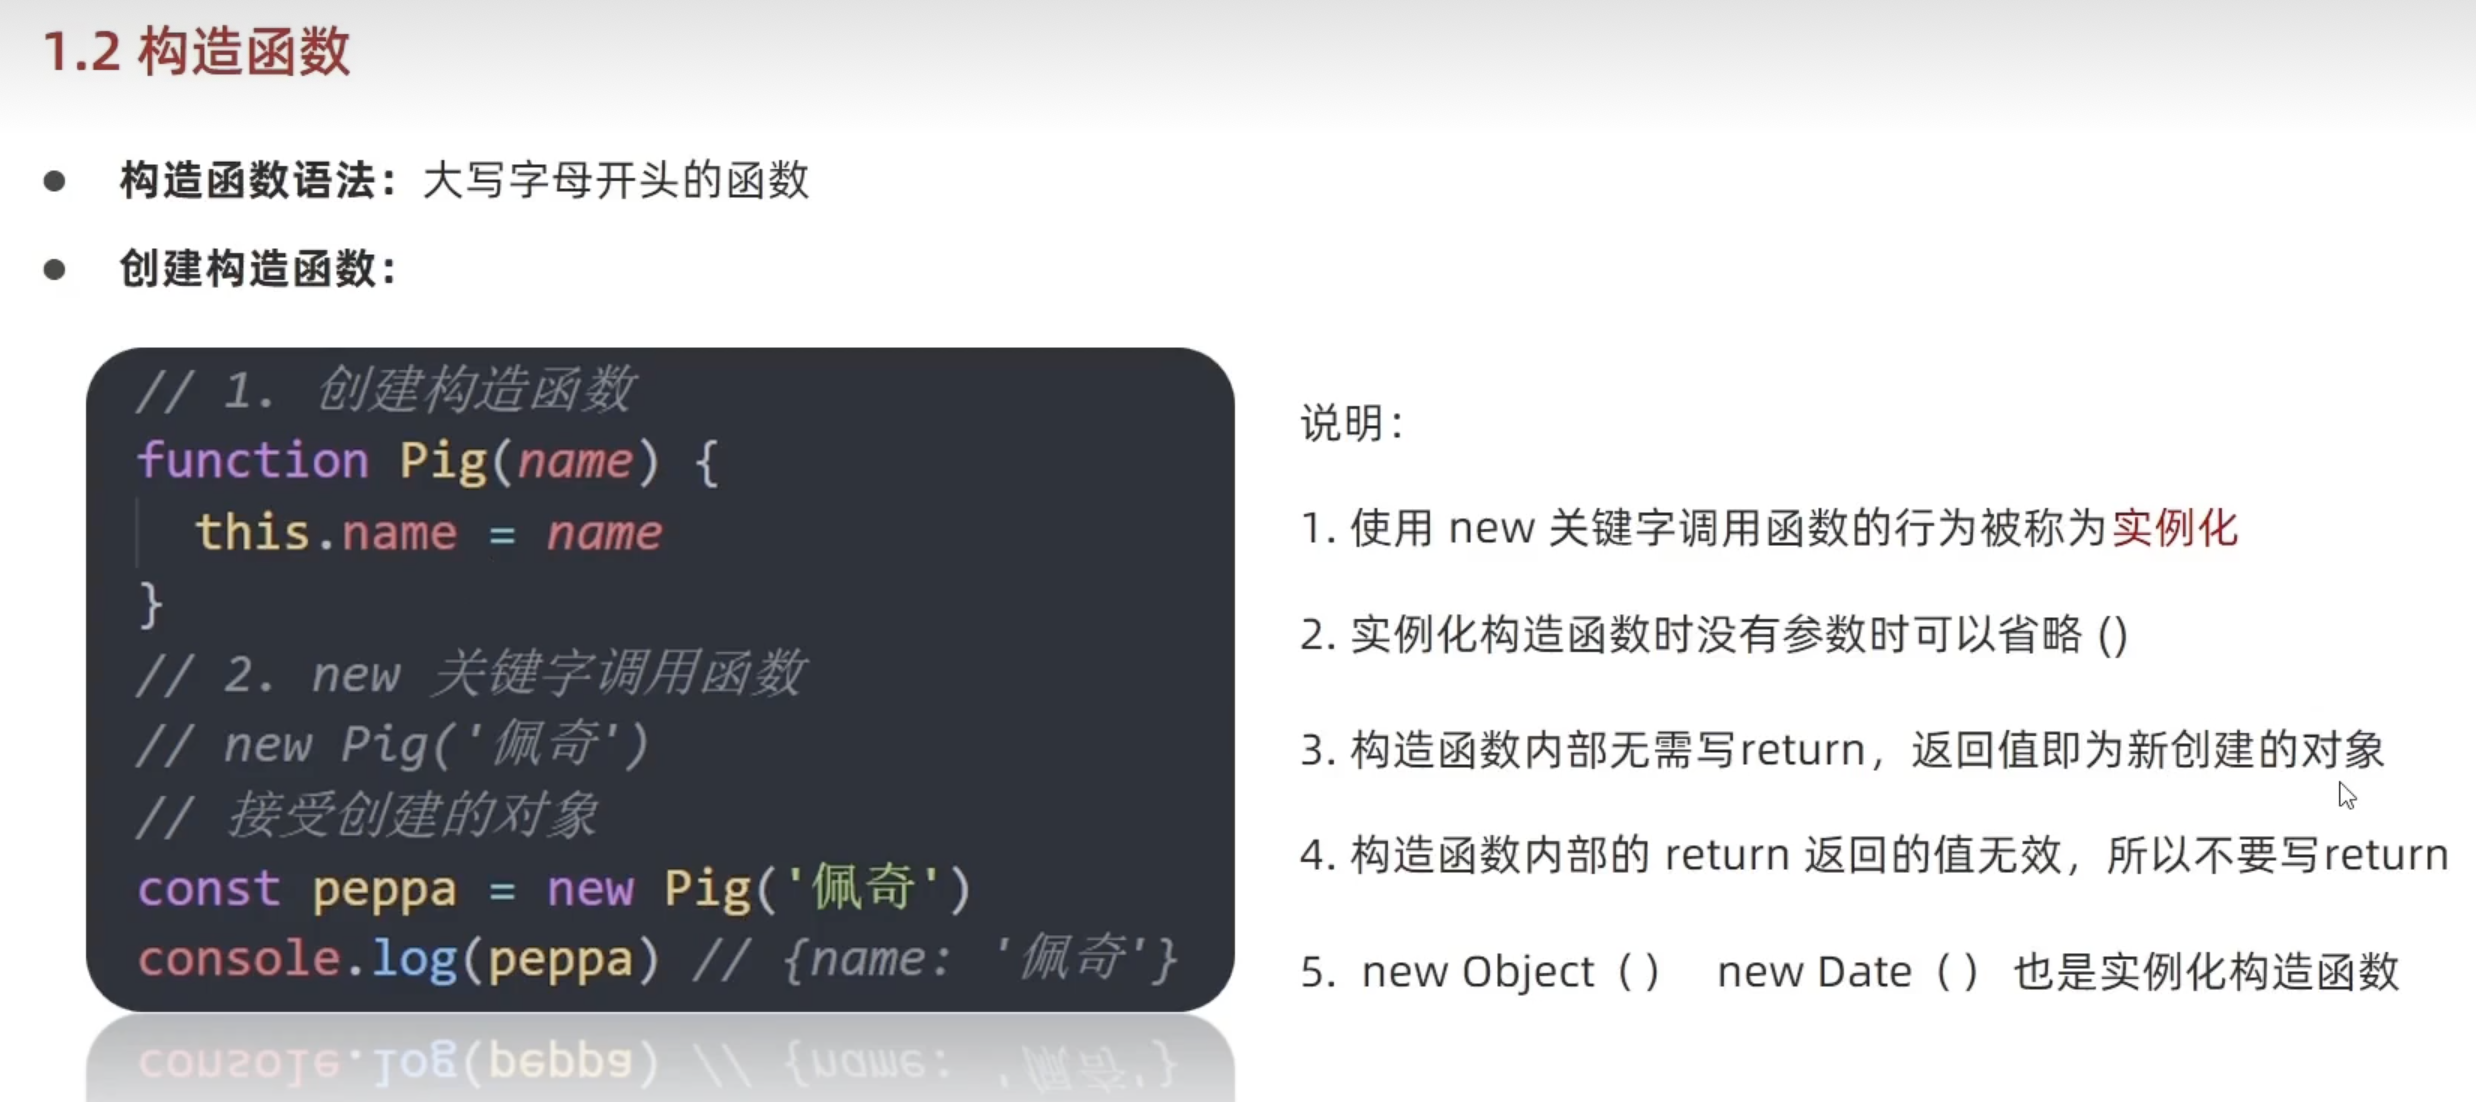 1.2 构造函数
● 构造函数语法：大写字母开头的函数
● 创建构造函数：
// 1. 创建构造函数
function Pig(name) {
  this.name = name
}
// 2. new 关键字调用函数
// new Pig('佩奇')
// 接受创建的对象
const peppa = new Pig('佩奇')
console.log(peppa) // {name: '佩奇'}
说明：
1. 使用 new 关键字调用函数的行为被称为实例化
2. 实例化构造函数时没有参数时可以省略 ()
3. 构造函数内部无需写return，返回值即为新创建的对象
4. 构造函数内部的 return 返回的值无效，所以不要写return
5. new Object（） new Date（） 也是实例化构造函数